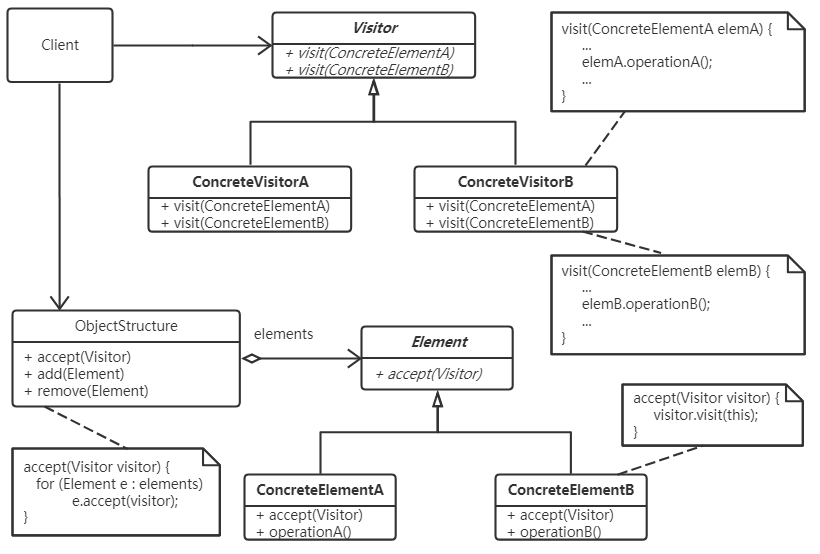 Client
Visitor
+ visit(ConcreteElementA)
+ visit(ConcreteElementB)
visit(ConcreteElementA elemA) {
...
elemA.operationA();
...
}
ConcreteVisitorA
+ visit(ConcreteElementA)
+ visit(ConcreteElementB)
ConcreteVisitorB
+ visit(ConcreteElementA)
+ visit(ConcreteElementB)
visit(ConcreteElementB elemB) {
...
elemB.operationB();
...
}
ObjectStructure
+ accept(Visitor)
+ add(Element)
+ remove(Element)
elements
Element
+ accept(Visitor)
accept(Visitor visitor) {
visitor.visit(this);
}
accept(Visitor visitor) {
for (Element e : elements)
e.accept(visitor);
}
ConcreteElementA
+ accept(Visitor)
+ operationA()
ConcreteElementB
+ accept(Visitor)
+ operationB()